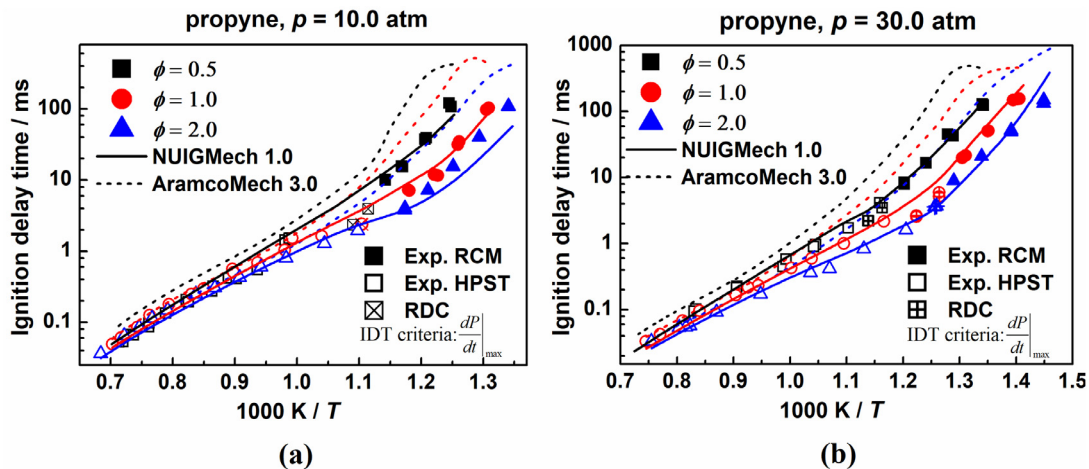 propyne, p = 10.0 atm
Ignition delay time / ms
100
10
1
0.1
ϕ = 0.5
ϕ = 1.0
ϕ = 2.0
NUIGMech 1.0
AramcoMech 3.0
Exp. RCM
Exp. HPST
RDC
IDT criteria: dP/dt|max
0.7 0.8 0.9 1.0 1.1 1.2 1.3
1000 K / T
(a)
propyne, p = 30.0 atm
Ignition delay time / ms
1000
100
10
1
0.1
ϕ = 0.5
ϕ = 1.0
ϕ = 2.0
NUIGMech 1.0
AramcoMech 3.0
Exp. RCM
Exp. HPST
RDC
IDT criteria: dP/dt|max
0.7 0.8 0.9 1.0 1.1 1.2 1.3 1.4 1.5
1000 K / T
(b)